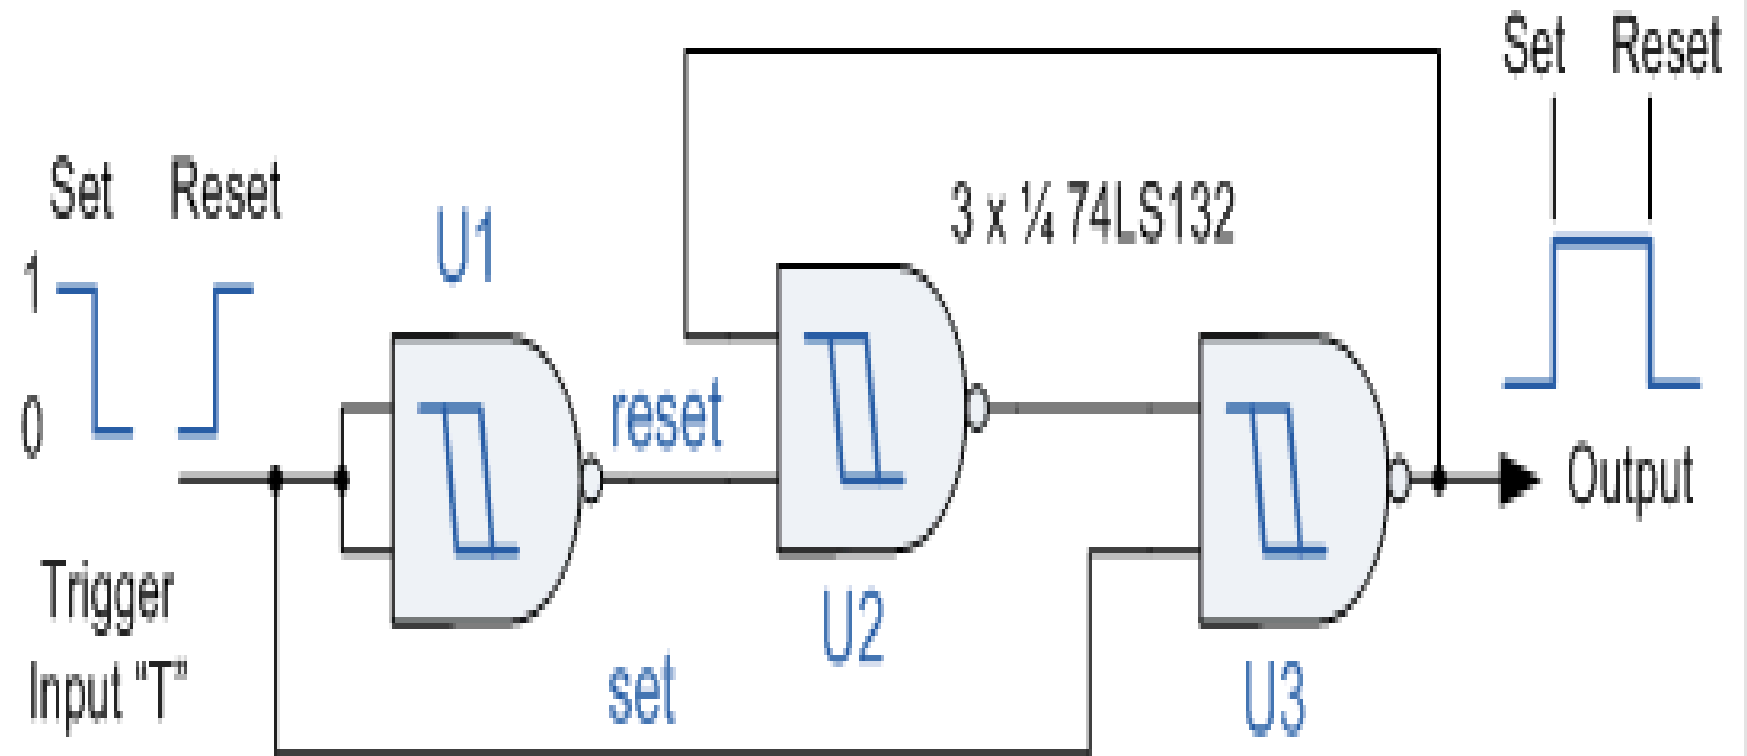 Set Reset
Set Reset
3 x ¼ 74LS132
U1
1
reset
0
Output
Trigger
Input “T”
U2
set
U3